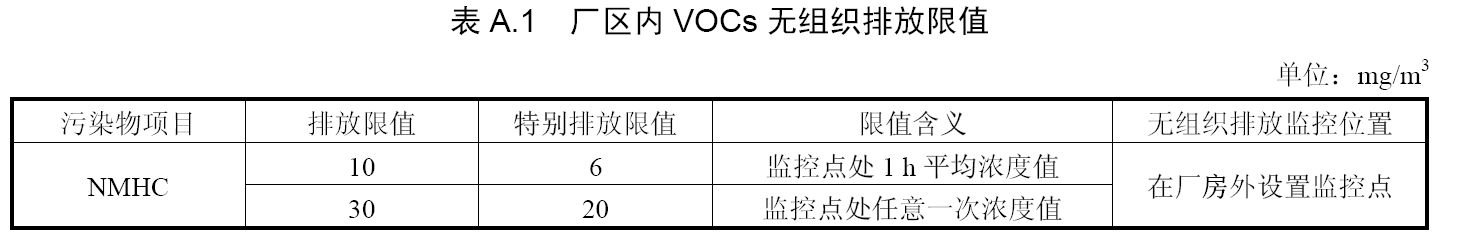 表 A.1 厂区内 VOCs 无组织排放限值
单位：mg/m³
污染物项目 排放限值 特别排放限值 限值含义 无组织排放监控位置
NMHC 10 6 监控点处 1 h 平均浓度值 在厂房外设置监控点
30 20 监控点处任意一次浓度值